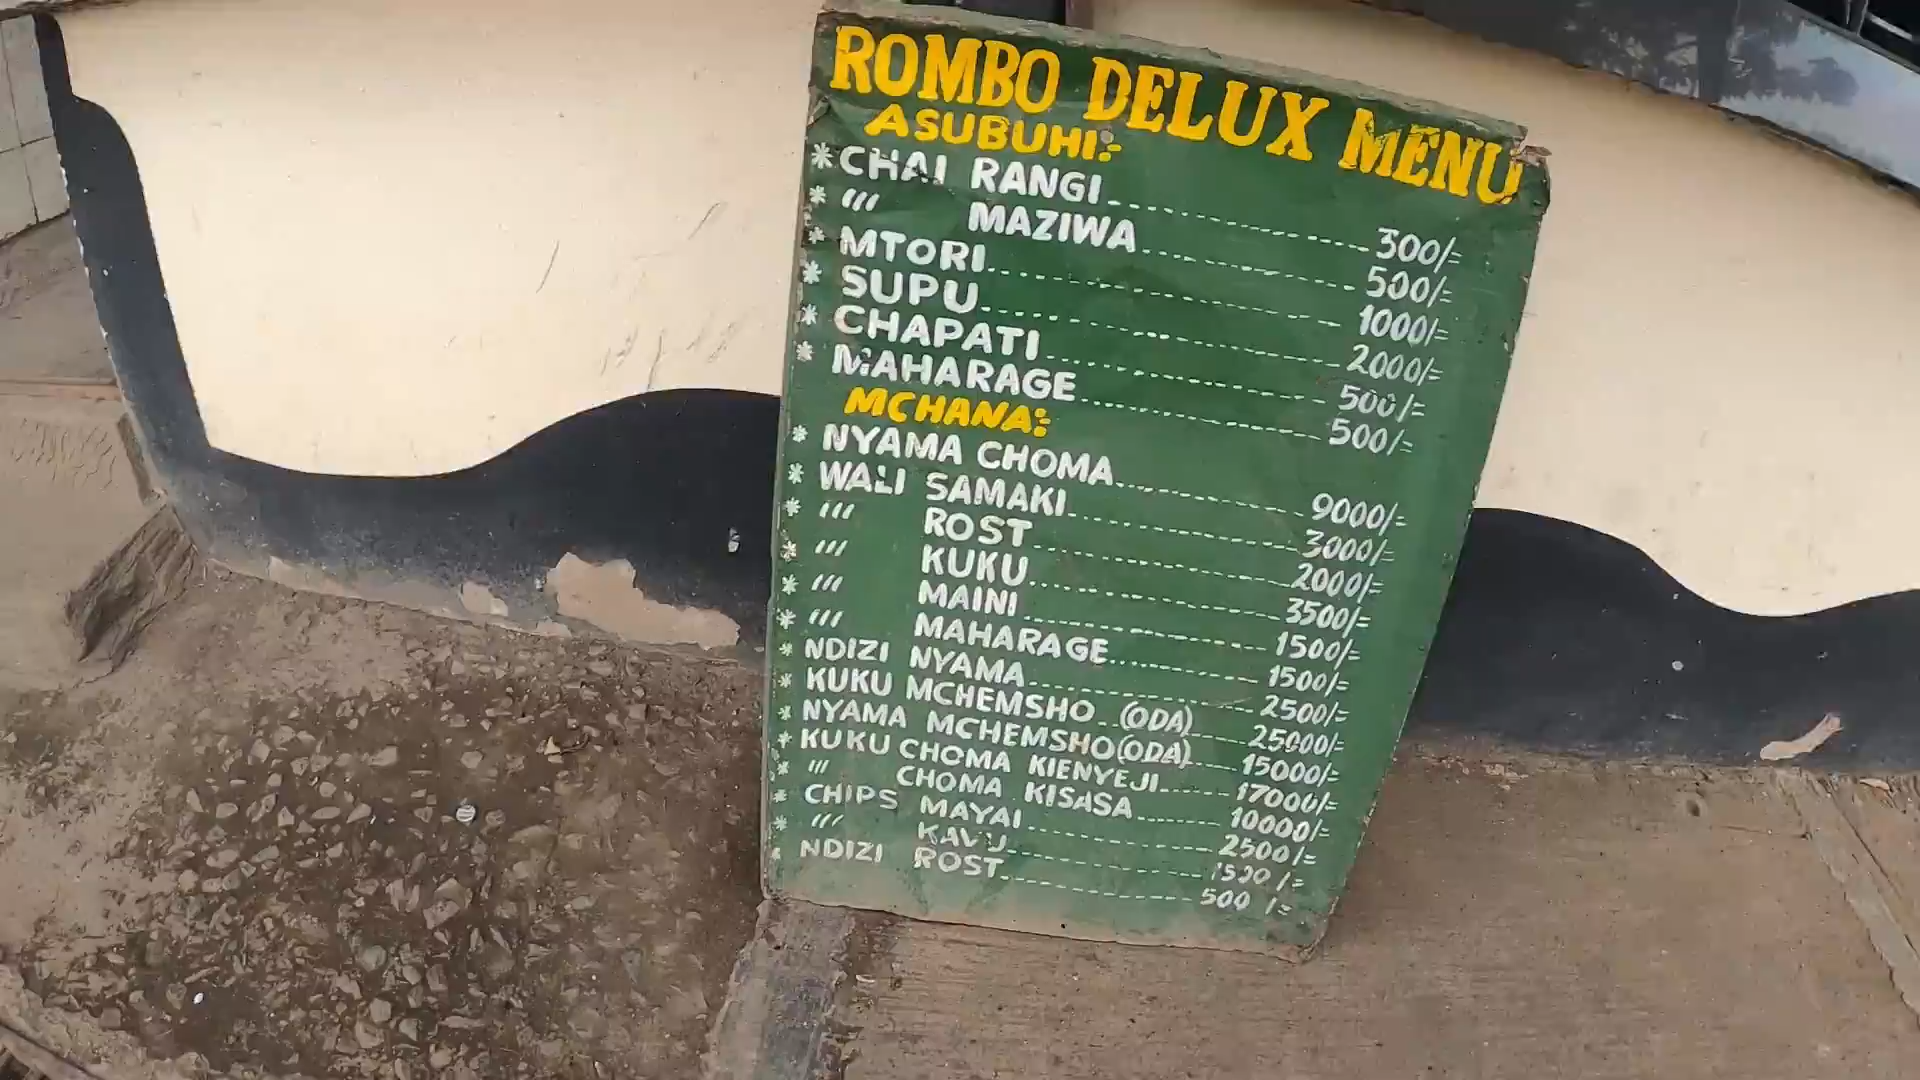 ROMBO DELUX MENU
ASUBUHI:-
* CHAI RANGI 300/=
* ''' MAZIWA 500/=
* MTORI 1000/=
* SUPU 2000/=
* CHAPATI 500/=
* MAHARAGE 500/=
MCHANA:-
* NYAMA CHOMA 9000/=
* WALI SAMAKI 3000/=
* ''' ROST 2000/=
* ''' KUKU 3500/=
* ''' MAINI 1500/=
* ''' MAHARAGE 1500/=
* NDIZI NYAMA 2500/=
* KUKU MCHEMSHO (ODA) 25000/=
* NYAMA MCHEMSHO (ODA) 15000/=
* KUKU CHOMA KIENYEJI 17000/=
* ''' CHOMA KISASA 10000/=
* CHIPS MAYAI 2500/=
* ''' KAVU 1500/=
* NDIZI ROST 500/=